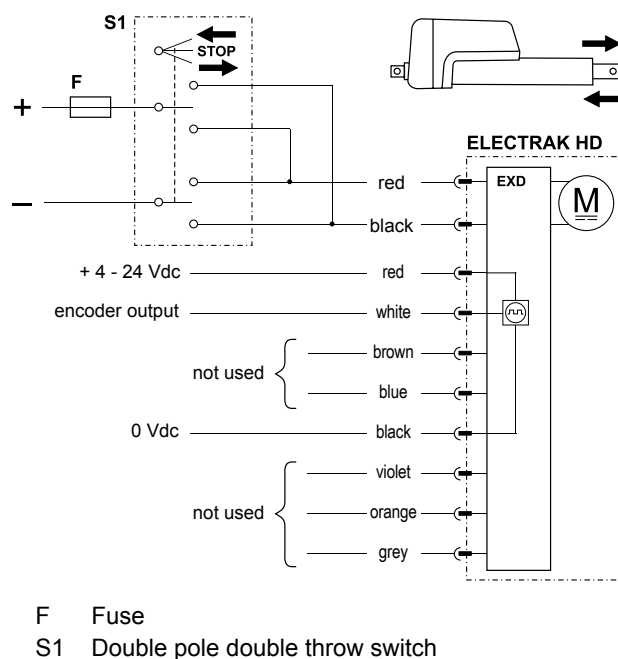 S1
STOP
F
+
–
ELECTRAK HD
EXD
M
red
black
+ 4 - 24 Vdc
red
encoder output
white
not used
brown
blue
0 Vdc
black
not used
violet
orange
grey
F Fuse
S1 Double pole double throw switch